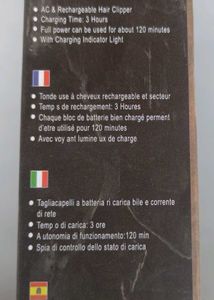 AC & Rechargeable Hair Clipper
Charging Time: 3 Hours
Full power can be used for about 120 minutes
With Charging Indicator Light
Tonde use à cheveux rechargeable et secteur
Temp s de rechargement: 3 Houres
Chaque bloc de batterie bien chargé perment
d'etre utilié pour 120 minutes
Avec voy ant lumine ux de charge
Tagliacapelli a batteria ri carica bile e corrente
di rete
Temp o di carica: 3 ore
A utonomia di funzionamento:120 min
Spia di controllo dello stato di carica